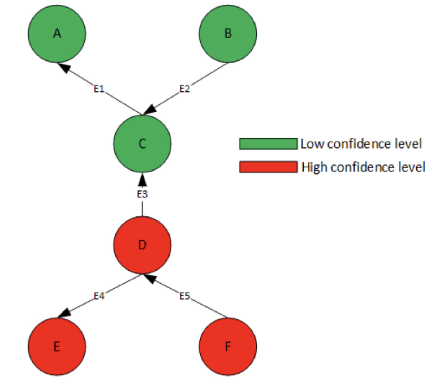 A
B
E1
E2
C
Low confidence level
High confidence level
E3
D
E4
E5
E
F